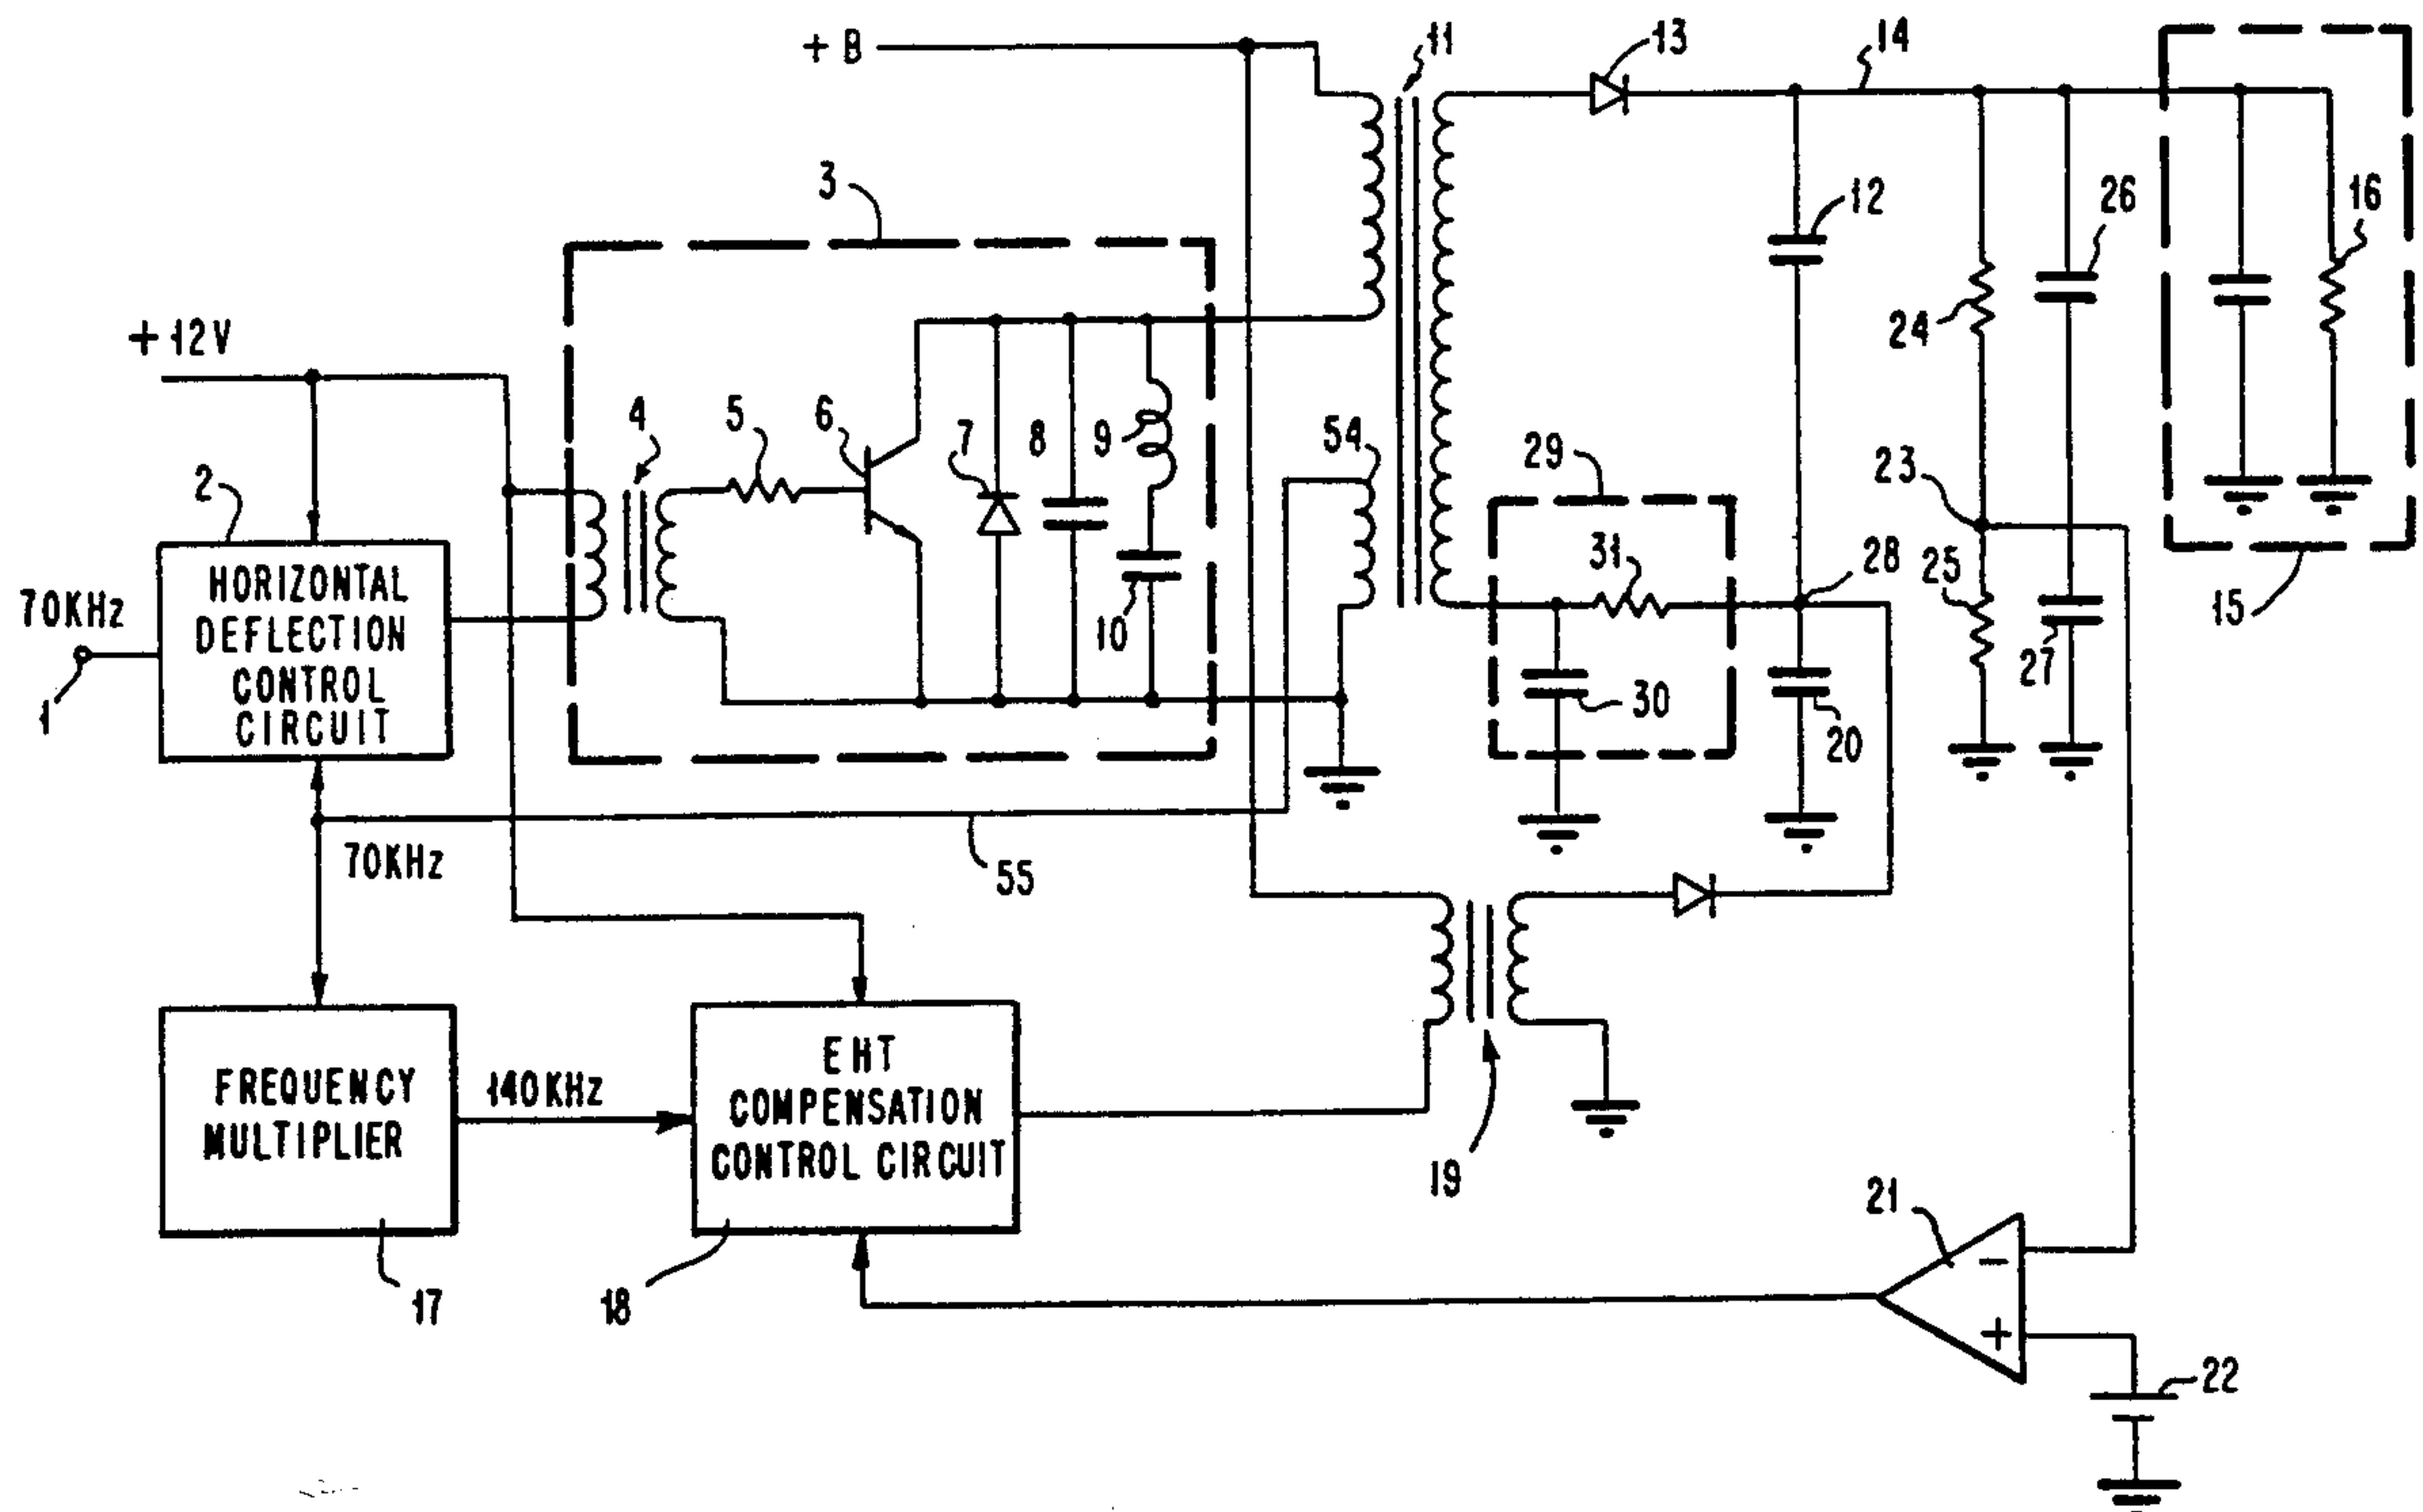 +B
11
13
14
3
12
26
16
+12V
24
4
5
6
7
8
9
54
29
23
2
31
28
25
15
70KHz
HORIZONTAL
DEFLECTION
CONTROL
CIRCUIT
10
30
27
20
1
70KHz
55
FREQUENCY
MULTIPLIER
140KHz
EHT
COMPENSATION
CONTROL CIRCUIT
19
21
-
+
17
18
22